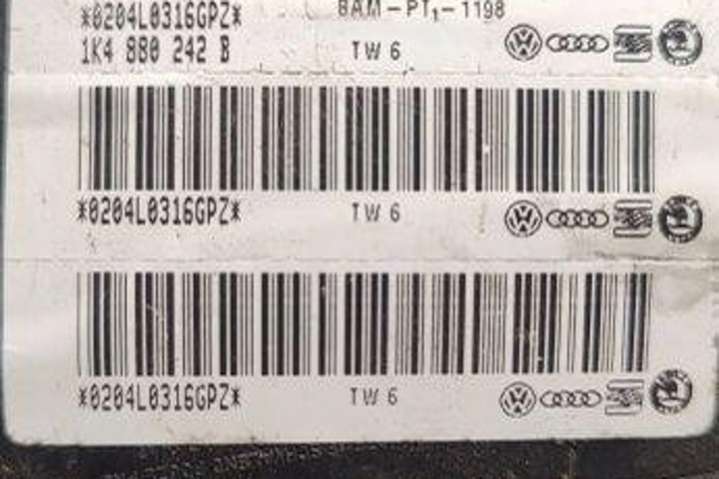 *0204L0316GPZ* BAM-PT₁-1198
1K4 880 242 B TW 6
*0204L0316GPZ* TW 6
*0204L0316GPZ* TW 6